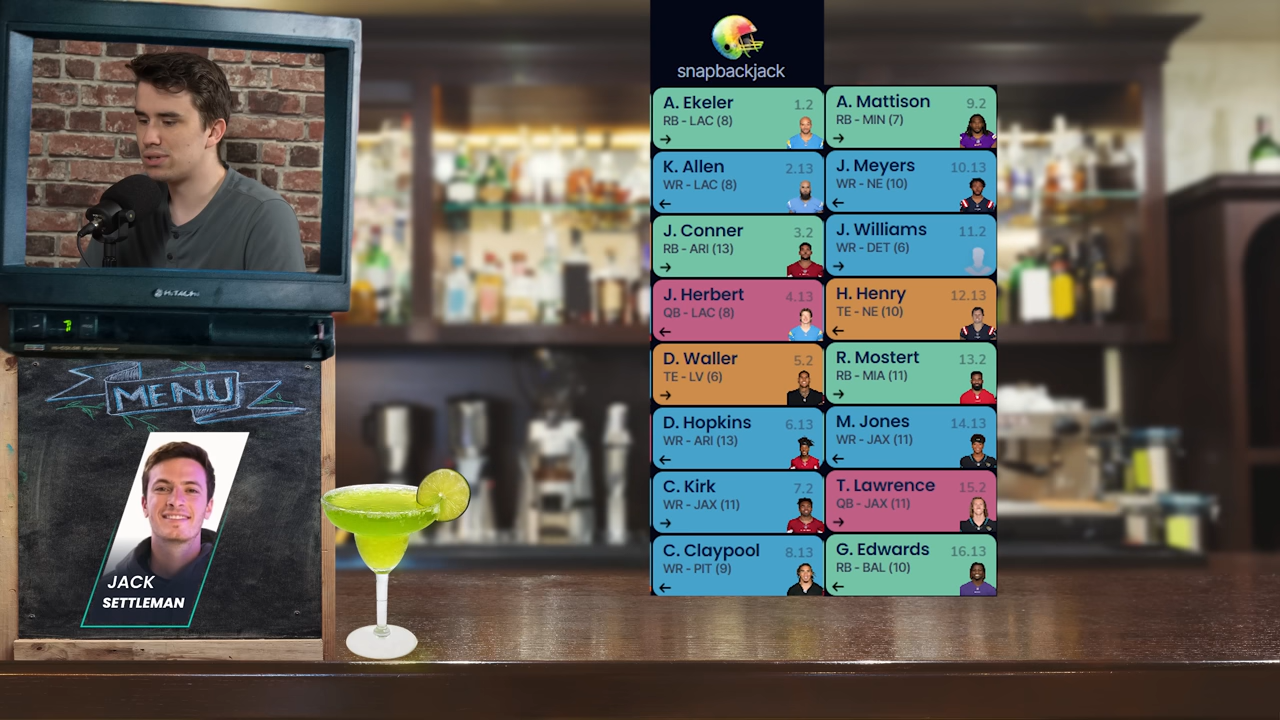 HITACHI
MENU
JACK
SETTLEMAN
snapbackjack
A. Ekeler 1.2
RB - LAC (8)
K. Allen 2.13
WR - LAC (8)
J. Conner 3.2
RB - ARI (13)
J. Herbert 4.13
QB - LAC (8)
D. Waller 5.2
TE - LV (6)
D. Hopkins 6.13
WR - ARI (13)
C. Kirk 7.2
WR - JAX (11)
C. Claypool 8.13
WR - PIT (9)
A. Mattison 9.2
RB - MIN (7)
J. Meyers 10.13
WR - NE (10)
J. Williams 11.2
WR - DET (6)
H. Henry 12.13
TE - NE (10)
R. Mostert 13.2
RB - MIA (11)
M. Jones 14.13
WR - JAX (11)
T. Lawrence 15.2
QB - JAX (11)
G. Edwards 16.13
RB - BAL (10)